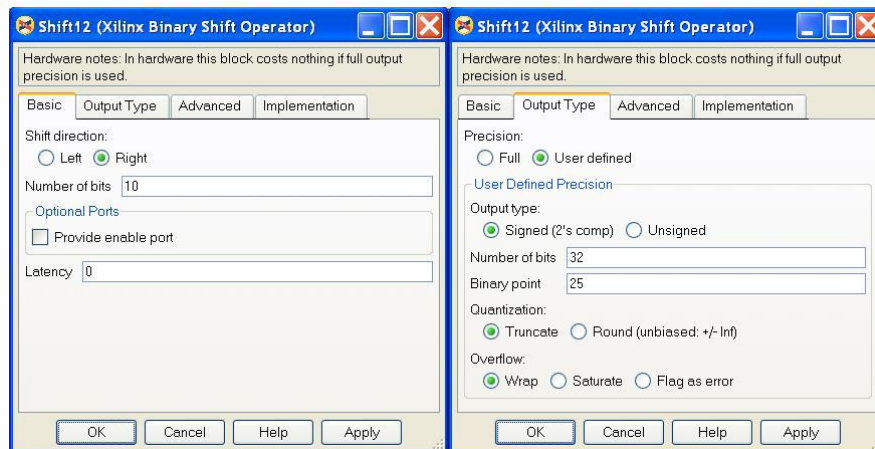 Shift12 (Xilinx Binary Shift Operator)
Hardware notes: In hardware this block costs nothing if full output
precision is used.
Basic Output Type Advanced Implementation
Shift direction:
Left Right
Number of bits 10
Optional Ports
Provide enable port
Latency 0
OK Cancel Help Apply
Shift12 (Xilinx Binary Shift Operator)
Hardware notes: In hardware this block costs nothing if full output
precision is used.
Basic Output Type Advanced Implementation
Precision:
Full User defined
User Defined Precision
Output type:
Signed (2's comp) Unsigned
Number of bits 32
Binary point 25
Quantization:
Truncate Round (unbiased: +/- Inf)
Overflow:
Wrap Saturate Flag as error
OK Cancel Help Apply